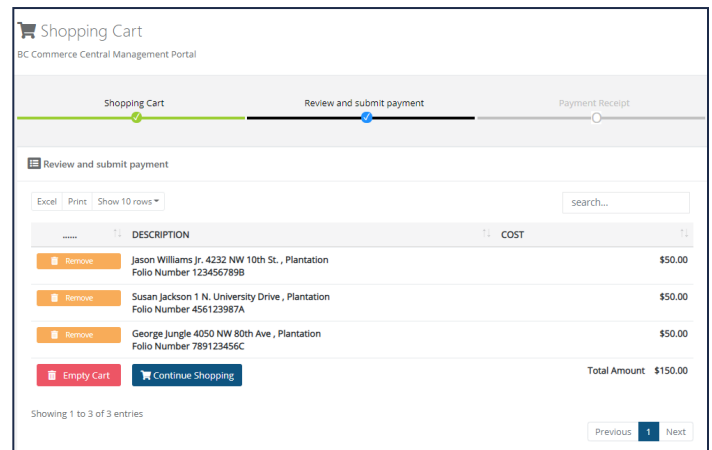 Shopping Cart
BC Commerce Central Management Portal
Shopping Cart Review and submit payment Payment Receipt
Review and submit payment
Excel Print Show 10 rows search...
...... DESCRIPTION COST
Remove Jason Williams Jr. 4232 NW 10th St. , Plantation $50.00
Folio Number 123456789B
Remove Susan Jackson 1 N. University Drive , Plantation $50.00
Folio Number 456123987A
Remove George Jungle 4050 NW 80th Ave , Plantation $50.00
Folio Number 789123456C
Empty Cart Continue Shopping Total Amount $150.00
Showing 1 to 3 of 3 entries
Previous 1 Next